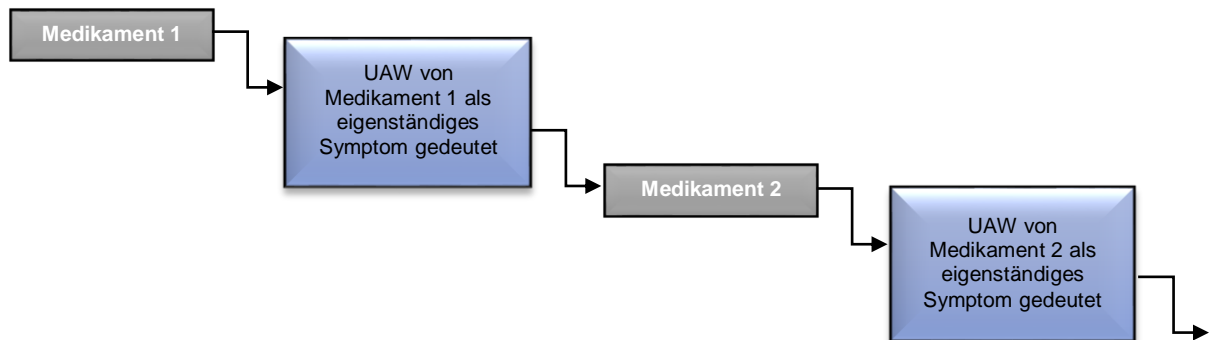 Medikament 1
UAW von
Medikament 1 als
eigenständiges
Symptom gedeutet
Medikament 2
UAW von
Medikament 2 als
eigenständiges
Symptom gedeutet